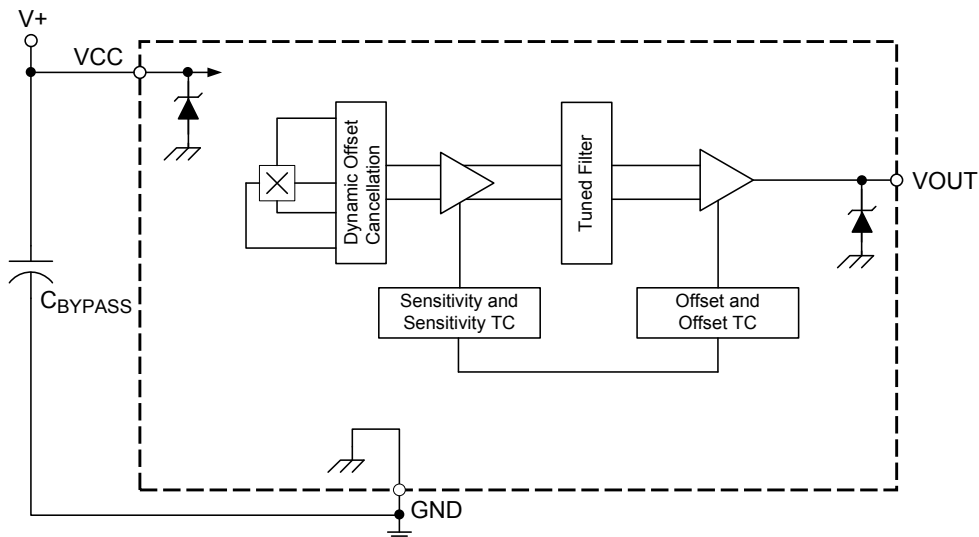 V+
VCC
Dynamic Offset
Cancellation
Tuned Filter
VOUT
CBYPASS
Sensitivity and
Sensitivity TC
Offset and
Offset TC
GND